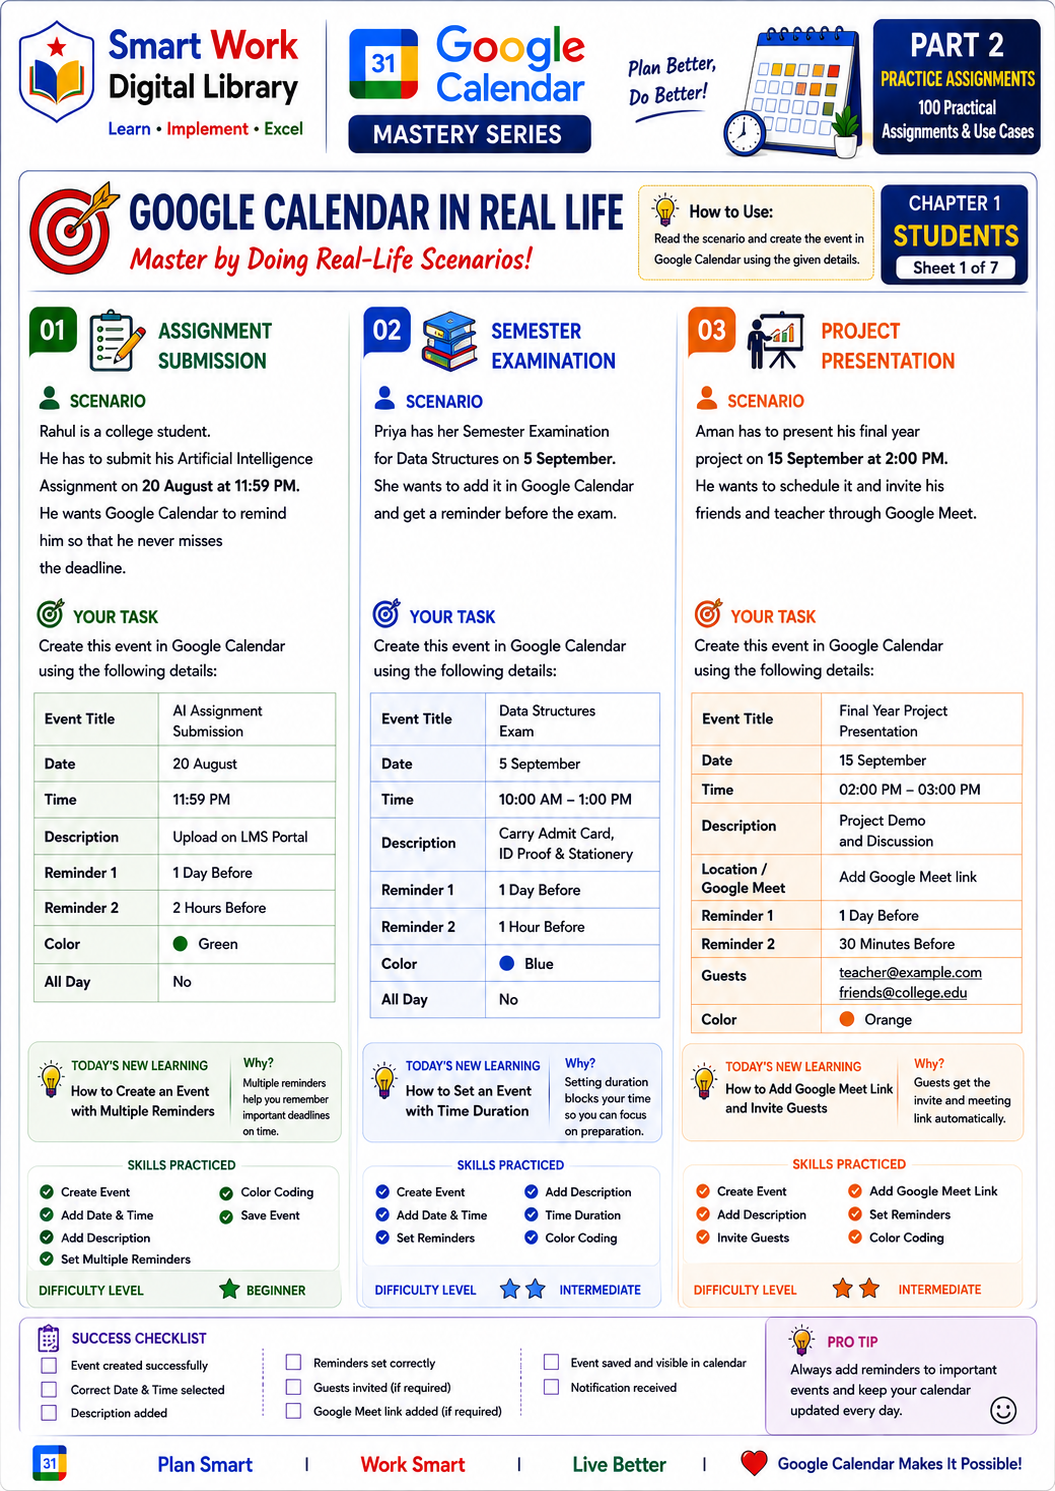 Smart Work
Digital Library
Learn • Implement • Excel
31
Google
Calendar
MASTERY SERIES
Plan Better,
Do Better!
PART 2
PRACTICE ASSIGNMENTS
100 Practical
Assignments & Use Cases
GOOGLE CALENDAR IN REAL LIFE
Master by Doing Real-Life Scenarios!
How to Use:
Read the scenario and create the event in
Google Calendar using the given details.
CHAPTER 1
STUDENTS
Sheet 1 of 7
01
ASSIGNMENT
SUBMISSION
SCENARIO
Rahul is a college student.
He has to submit his Artificial Intelligence
Assignment on 20 August at 11:59 PM.
He wants Google Calendar to remind
him so that he never misses
the deadline.
YOUR TASK
Create this event in Google Calendar
using the following details:
Event Title AI Assignment
Submission
Date 20 August
Time 11:59 PM
Description Upload on LMS Portal
Reminder 1 1 Day Before
Reminder 2 2 Hours Before
Color Green
All Day No
TODAY'S NEW LEARNING
How to Create an Event
with Multiple Reminders
Why?
Multiple reminders
help you remember
important deadlines
on time.
SKILLS PRACTICED
Create Event
Add Date & Time
Add Description
Set Multiple Reminders
Color Coding
Save Event
DIFFICULTY LEVEL BEGINNER
02
SEMESTER
EXAMINATION
SCENARIO
Priya has her Semester Examination
for Data Structures on 5 September.
She wants to add it in Google Calendar
and get a reminder before the exam.
YOUR TASK
Create this event in Google Calendar
using the following details:
Event Title Data Structures
Exam
Date 5 September
Time 10:00 AM – 1:00 PM
Description Carry Admit Card,
ID Proof & Stationery
Reminder 1 1 Day Before
Reminder 2 1 Hour Before
Color Blue
All Day No
TODAY'S NEW LEARNING
How to Set an Event
with Time Duration
Why?
Setting duration
blocks your time
so you can focus
on preparation.
SKILLS PRACTICED
Create Event
Add Date & Time
Set Reminders
Add Description
Time Duration
Color Coding
DIFFICULTY LEVEL INTERMEDIATE
03
PROJECT
PRESENTATION
SCENARIO
Aman has to present his final year
project on 15 September at 2:00 PM.
He wants to schedule it and invite his
friends and teacher through Google Meet.
YOUR TASK
Create this event in Google Calendar
using the following details:
Event Title Final Year Project
Presentation
Date 15 September
Time 02:00 PM – 03:00 PM
Description Project Demo
and Discussion
Location /
Google Meet Add Google Meet link
Reminder 1 1 Day Before
Reminder 2 30 Minutes Before
Guests teacher@example.com
friends@college.edu
Color Orange
TODAY'S NEW LEARNING
How to Add Google Meet Link
and Invite Guests
Why?
Guests get the
invite and meeting
link automatically.
SKILLS PRACTICED
Create Event
Add Description
Invite Guests
Add Google Meet Link
Set Reminders
Color Coding
DIFFICULTY LEVEL INTERMEDIATE
SUCCESS CHECKLIST
Event created successfully
Correct Date & Time selected
Description added
Reminders set correctly
Guests invited (if required)
Google Meet link added (if required)
Event saved and visible in calendar
Notification received
PRO TIP
Always add reminders to important
events and keep your calendar
updated every day.
31
Plan Smart | Work Smart | Live Better | Google Calendar Makes It Possible!